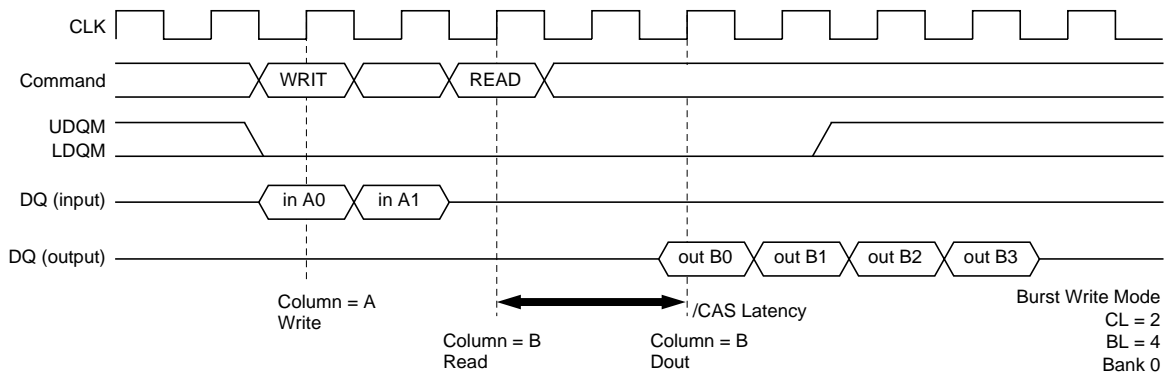 CLK
Command
WRIT
READ
UDQM
LDQM
DQ (input)
in A0
in A1
DQ (output)
out B0
out B1
out B2
out B3
Column = A
Write
/CAS Latency
Column = B
Read
Column = B
Dout
Burst Write Mode
CL = 2
BL = 4
Bank 0